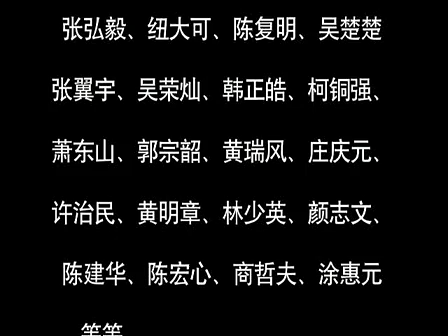 张弘毅、纽大可、陈复明、吴楚楚
张翼宇、吴荣灿、韩正皓、柯铜强、
萧东山、郭宗韶、黄瑞风、庄庆元、
许治民、黄明章、林少英、颜志文、
陈建华、陈宏心、商哲夫、涂惠元
等等